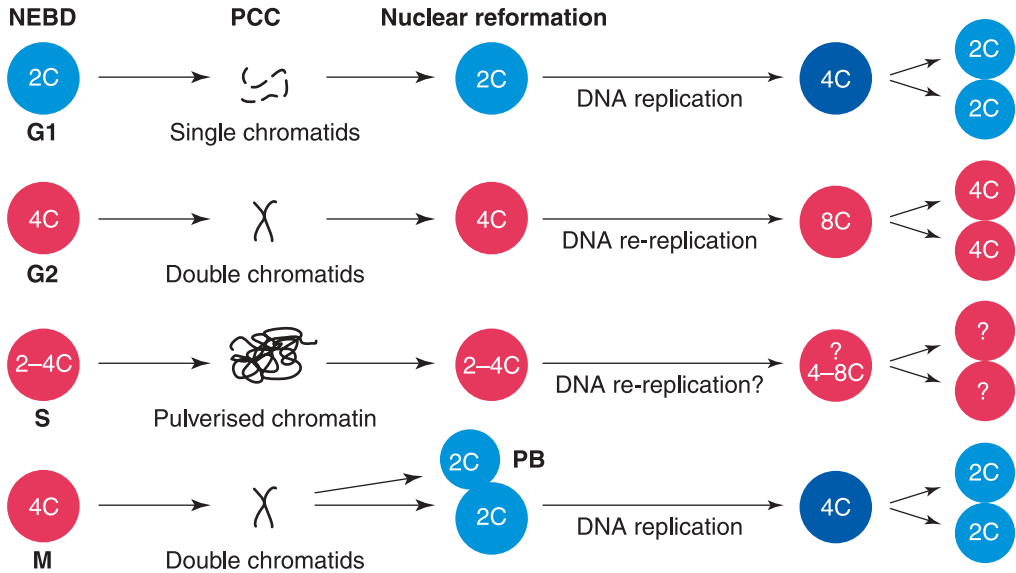 NEBD
PCC
Nuclear reformation
2C
2C
DNA replication
4C
2C
2C
G1
Single chromatids
4C
4C
DNA re-replication
8C
4C
4C
G2
Double chromatids
2–4C
2–4C
DNA re-replication?
?
4–8C
?
?
S
Pulverised chromatin
4C
2C
PB
2C
DNA replication
4C
2C
2C
M
Double chromatids